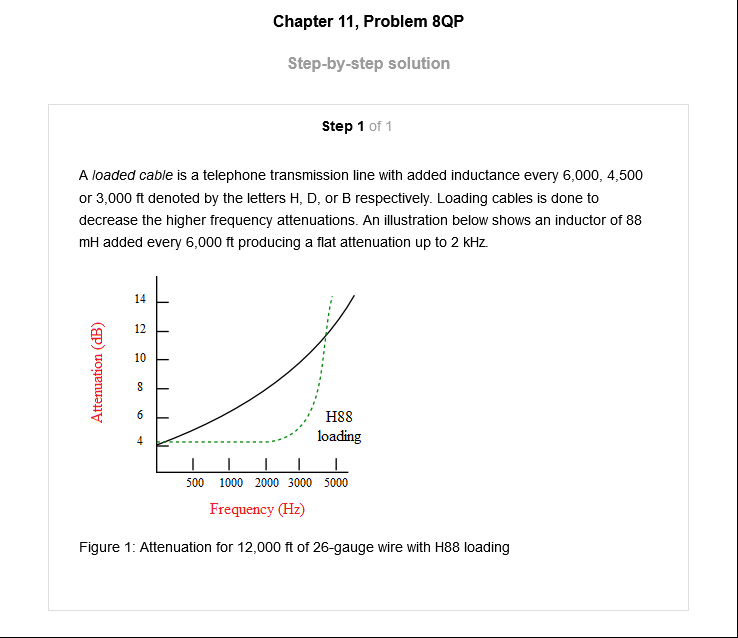 Chapter 11, Problem 8QP
Step-by-step solution
Step 1 of 1
A loaded cable is a telephone transmission line with added inductance every 6,000, 4,500
or 3,000 ft denoted by the letters H, D, or B respectively. Loading cables is done to
decrease the higher frequency attenuations. An illustration below shows an inductor of 88
mH added every 6,000 ft producing a flat attenuation up to 2 kHz.
Attenuation (dB)
14
12
10
8
6
4
H88
loading
500 1000 2000 3000 5000
Frequency (Hz)
Figure 1: Attenuation for 12,000 ft of 26-gauge wire with H88 loading